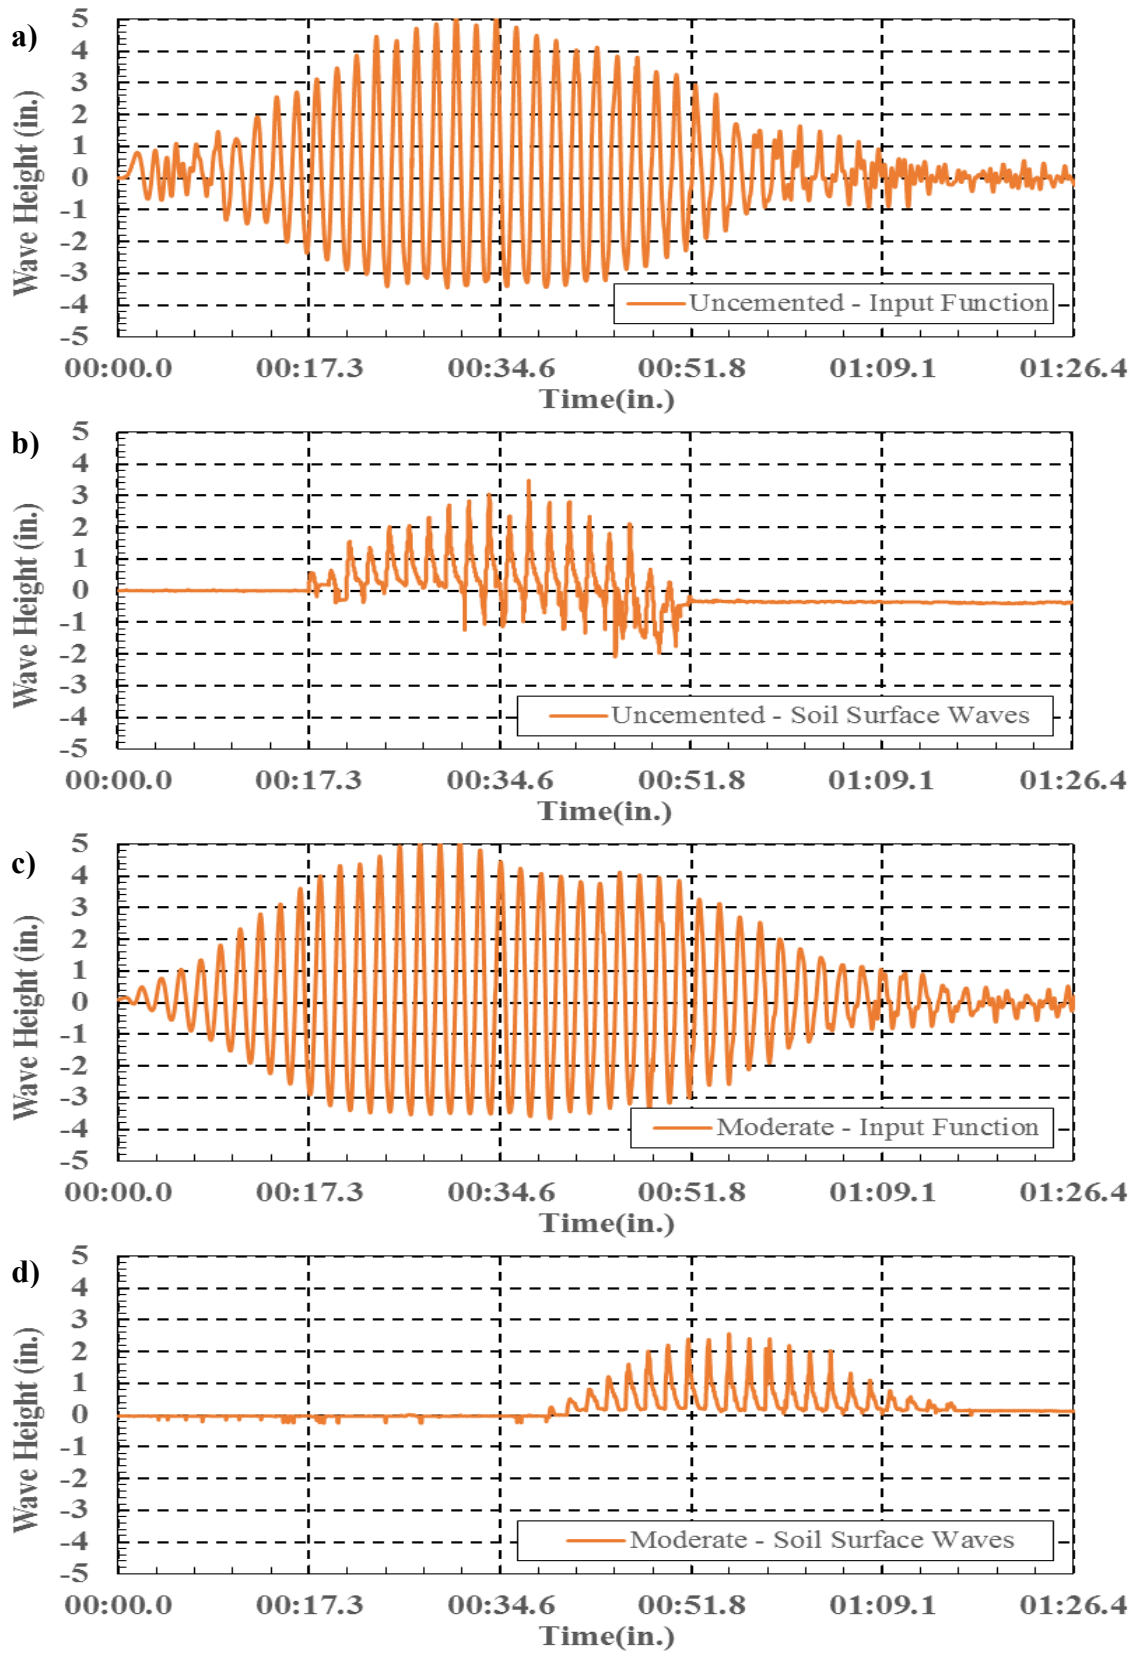 a)
Wave Height (in.)
5
4
3
2
1
0
-1
-2
-3
-4
-5
Uncemented - Input Function
00:00.0 00:17.3 00:34.6 00:51.8 01:09.1 01:26.4
Time(in.)
b)
Wave Height (in.)
5
4
3
2
1
0
-1
-2
-3
-4
-5
Uncemented - Soil Surface Waves
00:00.0 00:17.3 00:34.6 00:51.8 01:09.1 01:26.4
Time(in.)
c)
Wave Height (in.)
5
4
3
2
1
0
-1
-2
-3
-4
-5
Moderate - Input Function
00:00.0 00:17.3 00:34.6 00:51.8 01:09.1 01:26.4
Time(in.)
d)
Wave Height (in.)
5
4
3
2
1
0
-1
-2
-3
-4
-5
Moderate - Soil Surface Waves
00:00.0 00:17.3 00:34.6 00:51.8 01:09.1 01:26.4
Time(in.)